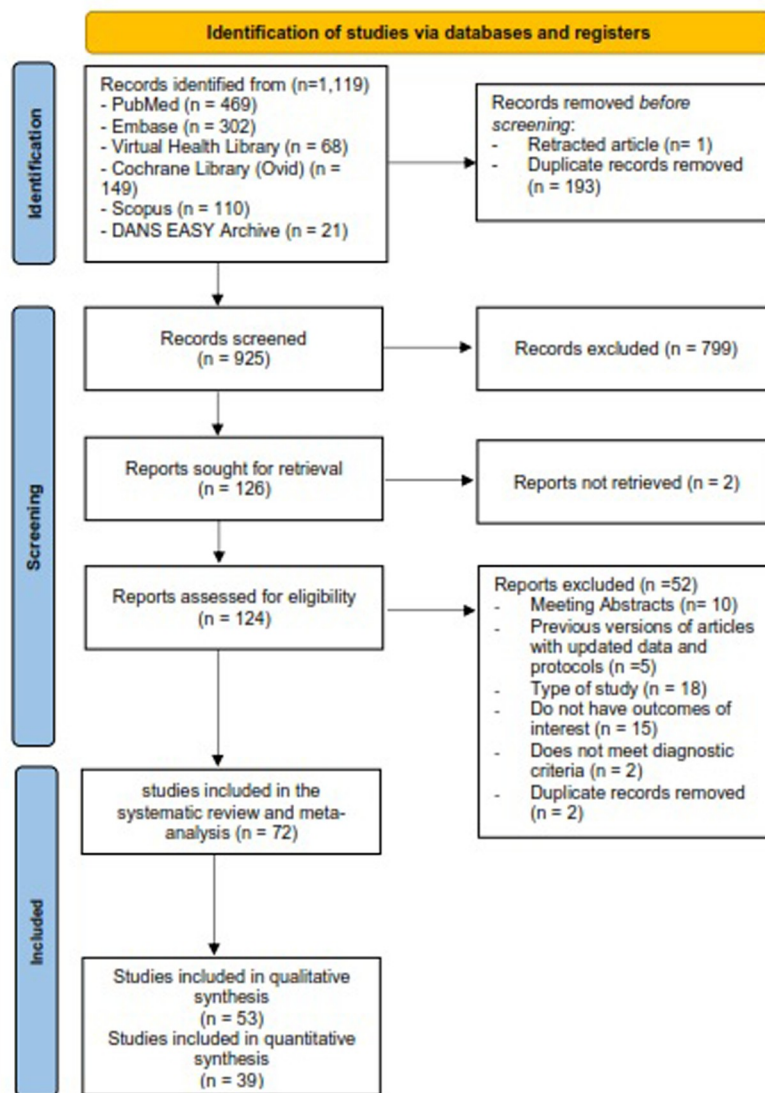 Identification of studies via databases and registers
Identification
Records identified from (n=1,119)
- PubMed (n = 469)
- Embase (n = 302)
- Virtual Health Library (n = 68)
- Cochrane Library (Ovid) (n =
149)
- Scopus (n = 110)
- DANS EASY Archive (n = 21)
Records removed before
screening:
- Retracted article (n= 1)
- Duplicate records removed
(n = 193)
Screening
Records screened
(n = 925)
Records excluded (n = 799)
Reports sought for retrieval
(n = 126)
Reports not retrieved (n = 2)
Reports assessed for eligibility
(n = 124)
Reports excluded (n =52)
- Meeting Abstracts (n= 10)
- Previous versions of articles
with updated data and
protocols (n =5)
- Type of study (n = 18)
- Do not have outcomes of
interest (n = 15)
- Does not meet diagnostic
criteria (n = 2)
- Duplicate records removed
(n = 2)
Included
studies included in the
systematic review and meta-
analysis (n = 72)
Studies included in qualitative
synthesis
(n = 53)
Studies included in quantitative
synthesis
(n = 39)